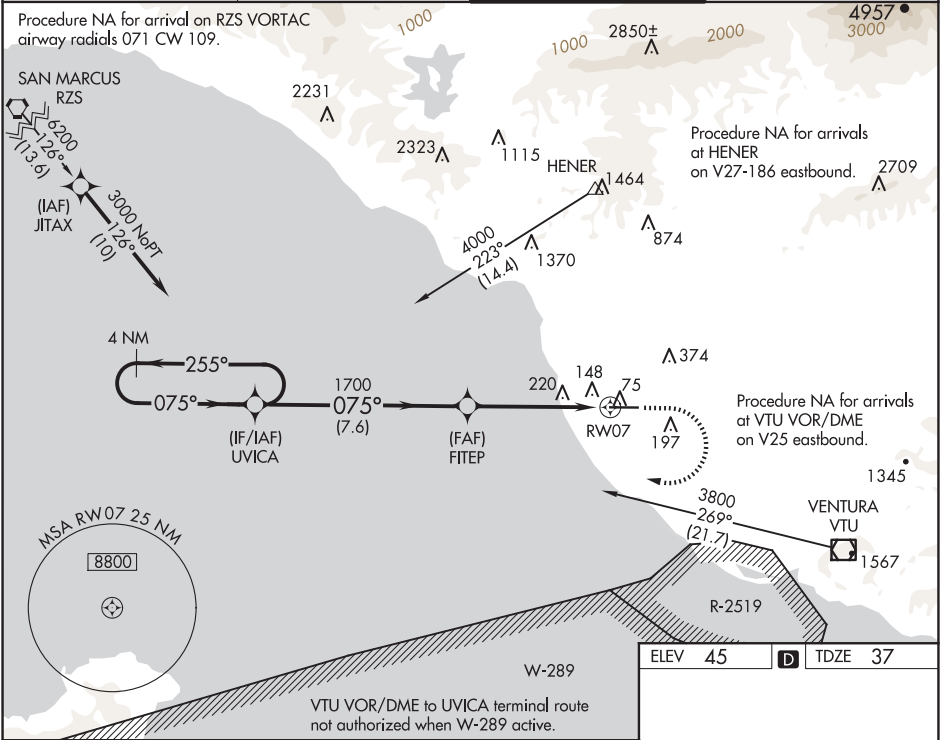 Procedure NA for arrival on RZS VORTAC
airway radials 071 CW 109.
1000
1000
2850±
2000
4957
3000
SAN MARCUS
RZS
6200
126°
(13.6)
(IAF)
JITAX
3000 NoPT
126°
(10)
2231
2323
1115
HENER
1464
Procedure NA for arrivals
at HENER
on V27-186 eastbound.
2709
874
4000
223°
(14.4)
1370
4 NM
255°
075°
(IF/IAF)
UVICA
1700
075°
(7.6)
(FAF)
FITEP
220
148
75
374
RW07
197
Procedure NA for arrivals
at VTU VOR/DME
on V25 eastbound.
1345
3800
269°
(21.7)
VENTURA
VTU
1567
MSA RW07 25 NM
8800
R-2519
W-289
VTU VOR/DME to UVICA terminal route
not authorized when W-289 active.
ELEV 45 D TDZE 37